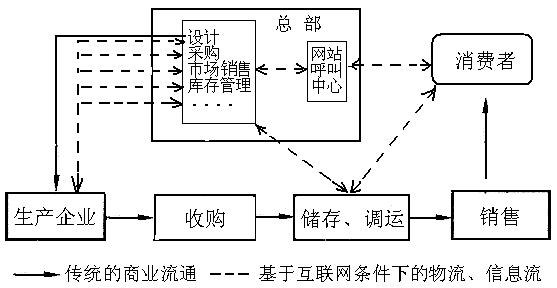 总 部
设计
采购
市场销售
库存管理
· · · ·
网站
呼叫
中心
消费者
生产企业
收购
储存、调运
销售
传统的商业流通
基于互联网条件下的物流、信息流